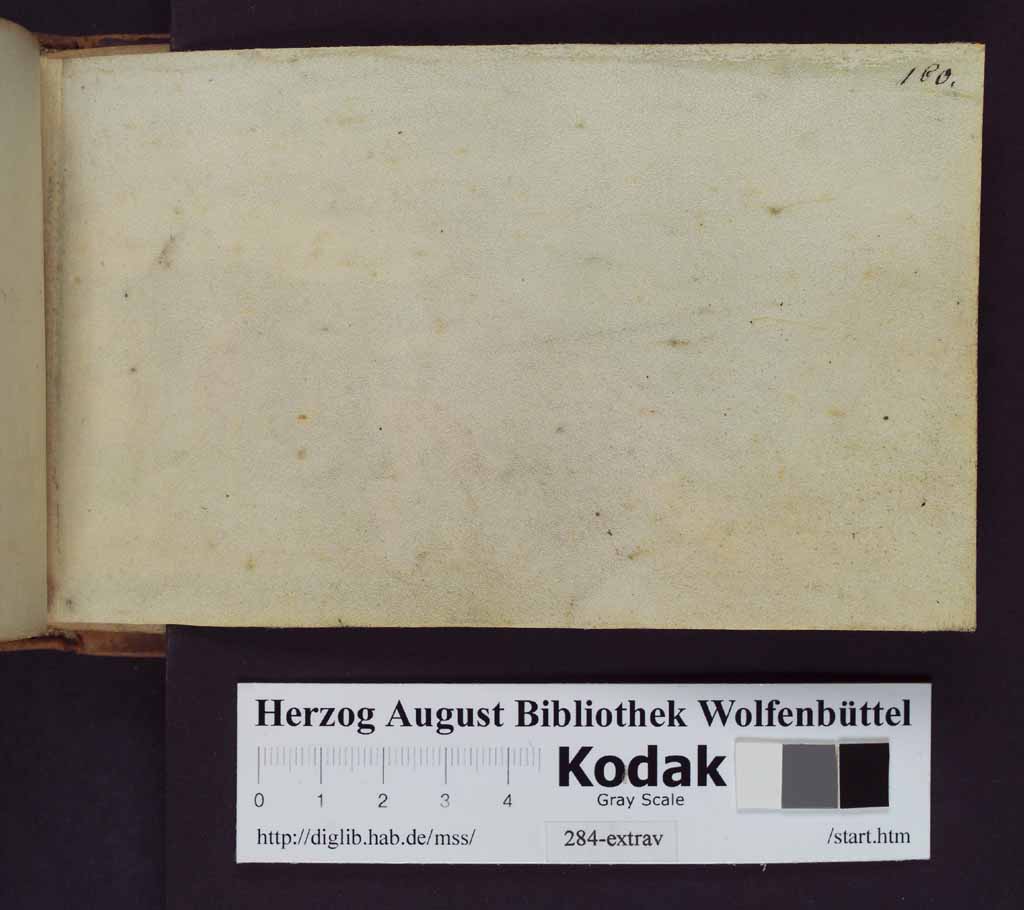 160.
Herzog August Bibliothek Wolfenbüttel
0 1 2 3 4
Kodak
Gray Scale
http://diglib.hab.de/mss/ 284-extrav /start.htm